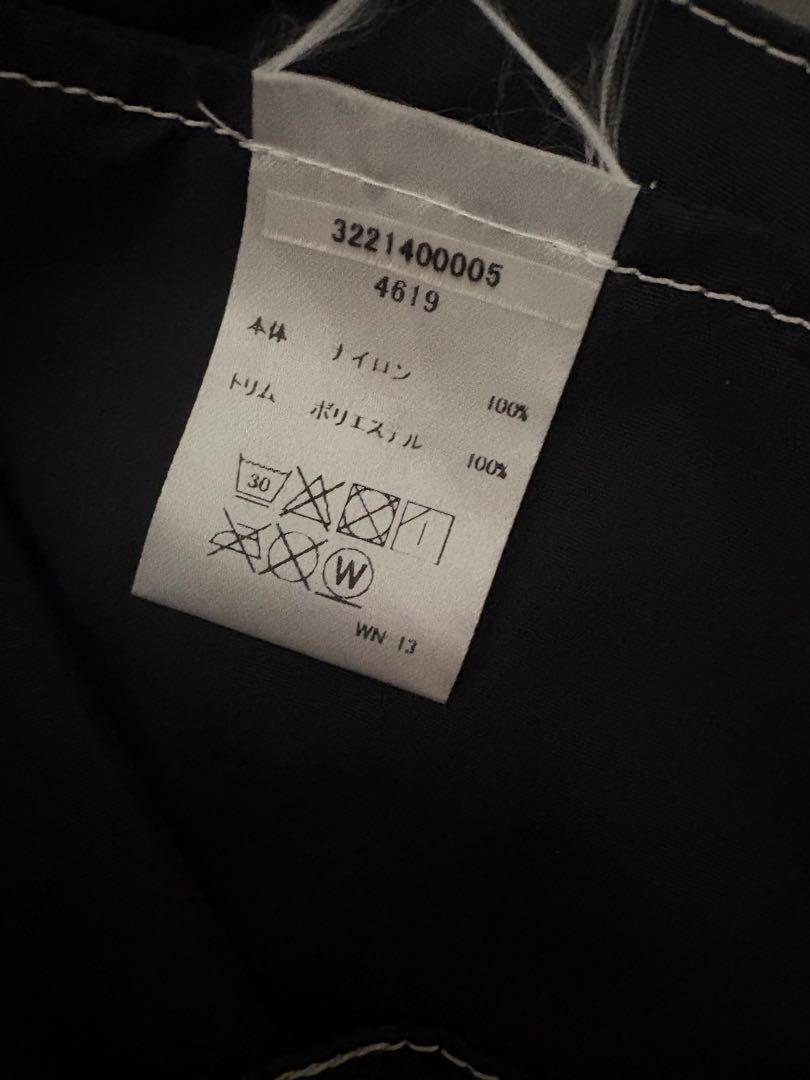 3221400005
4619
本体 ナイロン 100%
トリム ポリエステル 100%
30
W
WN-13